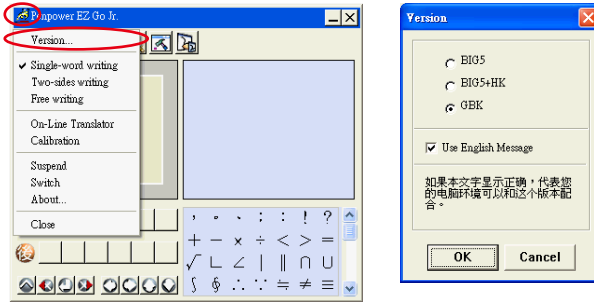 Penpower EZ Go Jr.
Version...
Single-word writing
Two-sides writing
Free writing
On-Line Translator
Calibration
Suspend
Switch
About...
Close
後
, 。 、 ; : ! ?
+ − × ÷ < > =
√ ∟ ∠ | ∥ ∩ ∪
∫ ∮ ∴ ∵ ≒ ≠ ≡
Version
BIG5
BIG5+HK
GBK
Use English Message
如果本文字显示正确，代表您
的电脑环境可以和这个版本配
合。
OK
Cancel